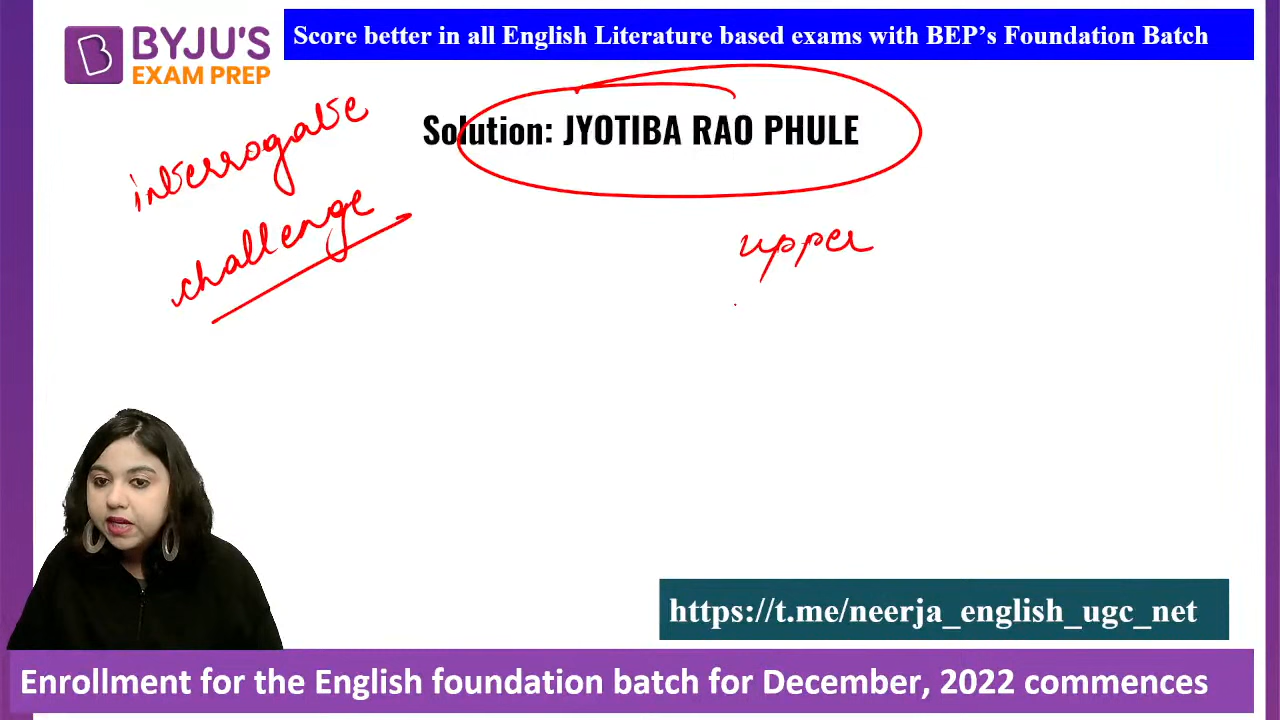 BYJU'S
EXAM PREP
Score better in all English Literature based exams with BEP's Foundation Batch
Solution: JYOTIBA RAO PHULE
interrogate
challenge
upper
https://t.me/neerja_english_ugc_net
Enrollment for the English foundation batch for December, 2022 commences